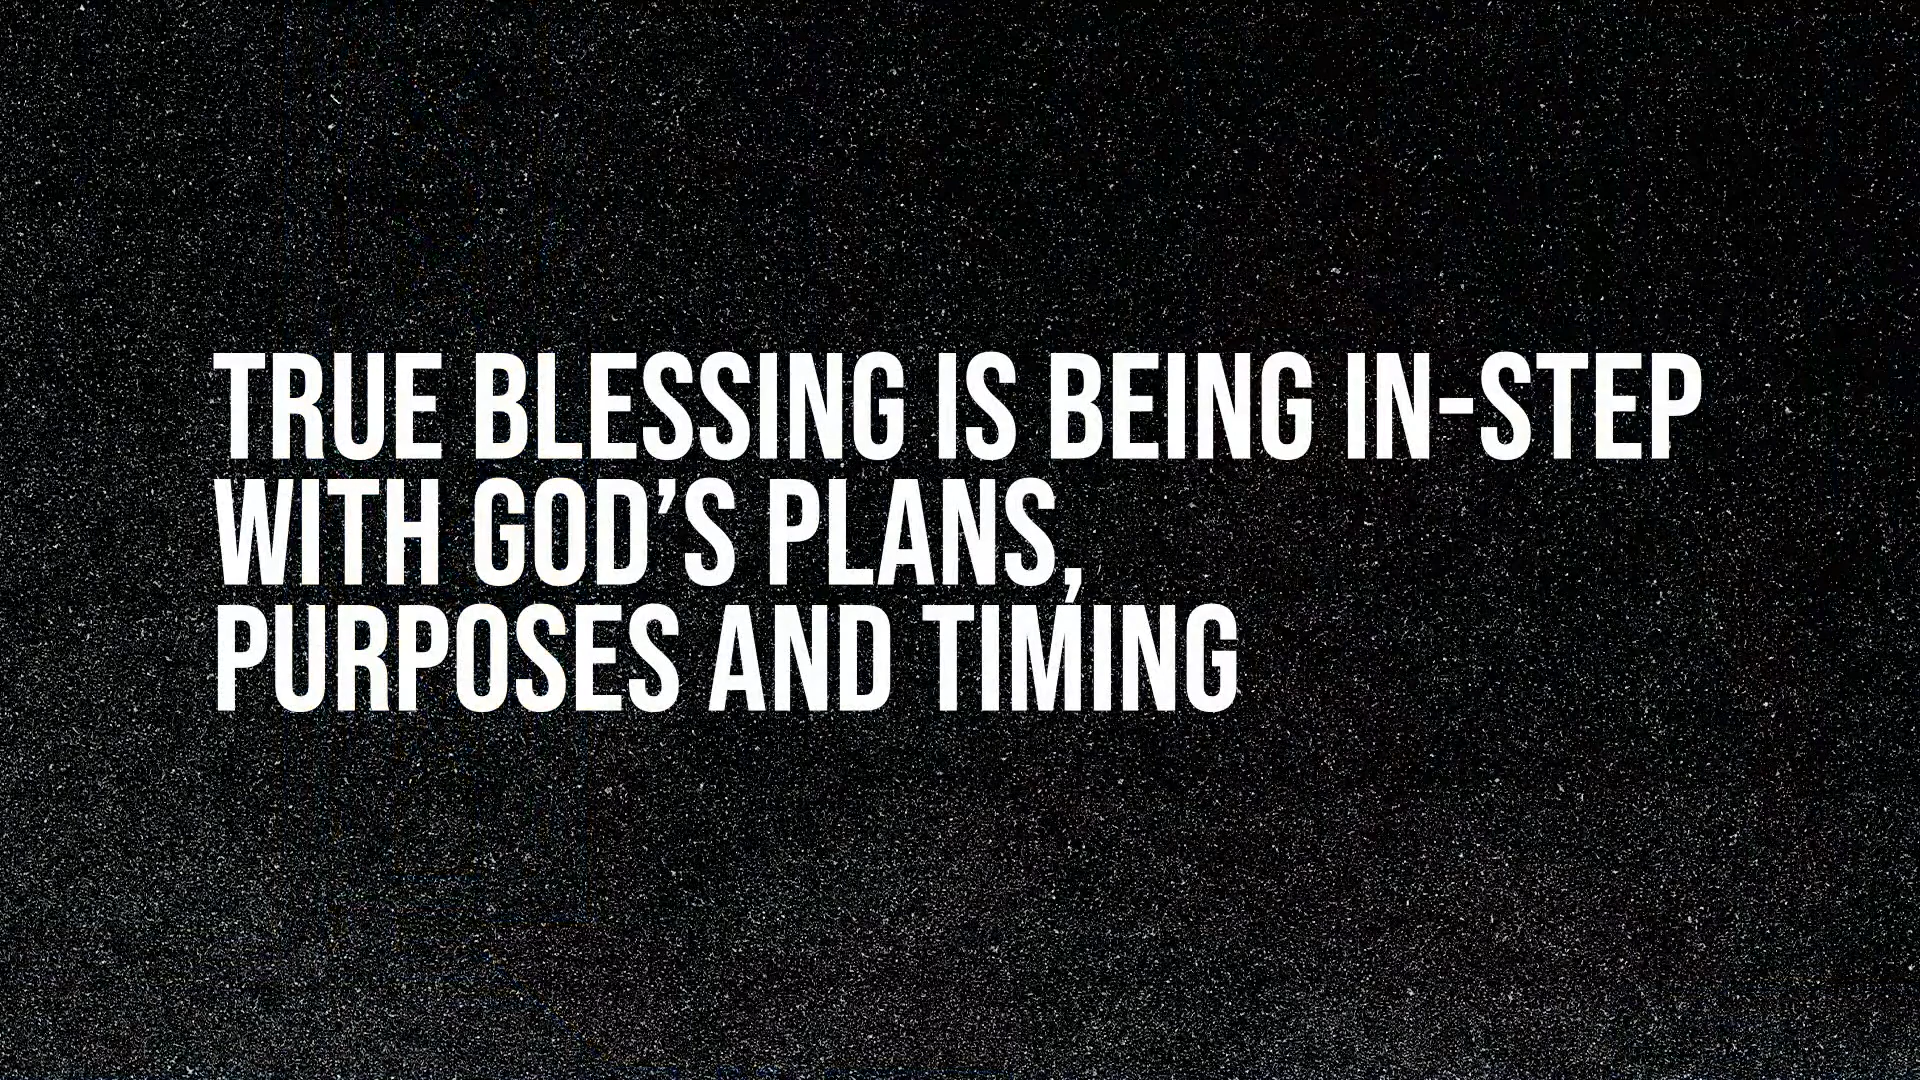 TRUE BLESSING IS BEING IN-STEP
WITH GOD’S PLANS,
PURPOSES AND TIMING